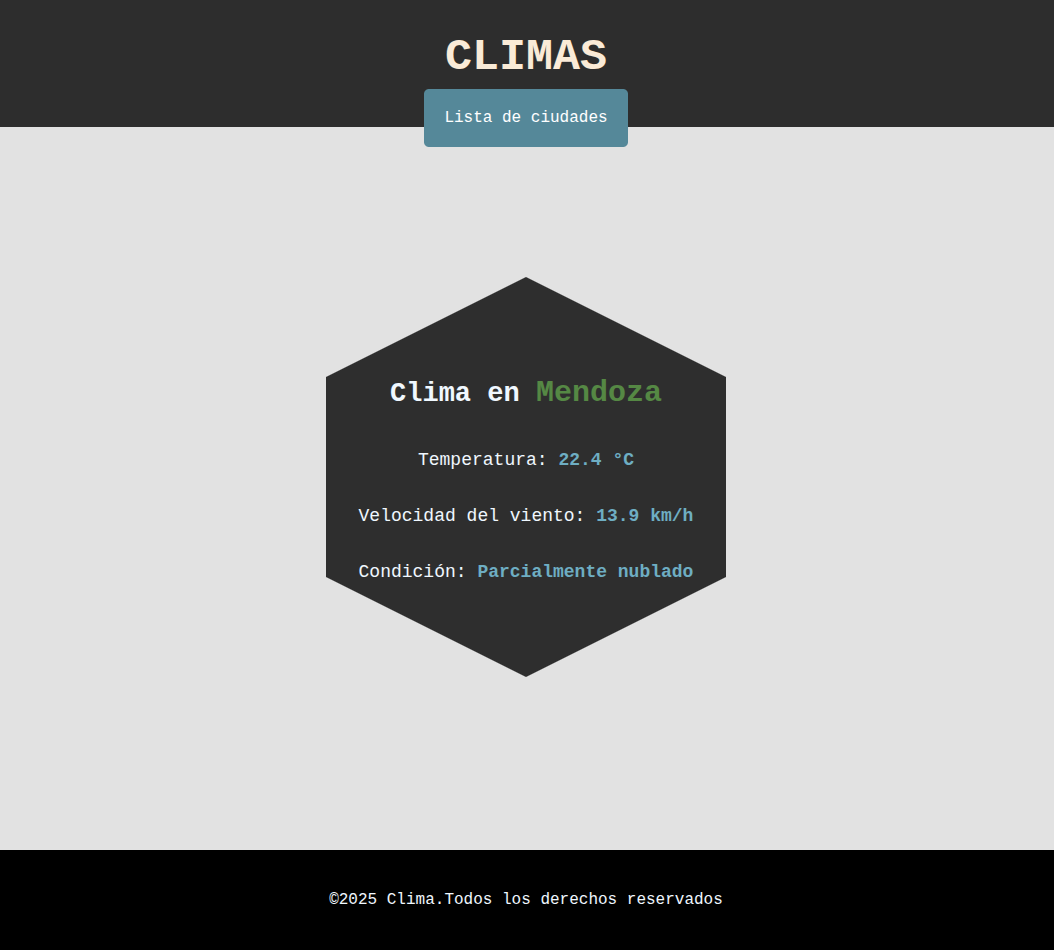 CLIMAS
Lista de ciudades
Clima en Mendoza
Temperatura: 22.4 °C
Velocidad del viento: 13.9 km/h
Condición: Parcialmente nublado
©2025 Clima.Todos los derechos reservados